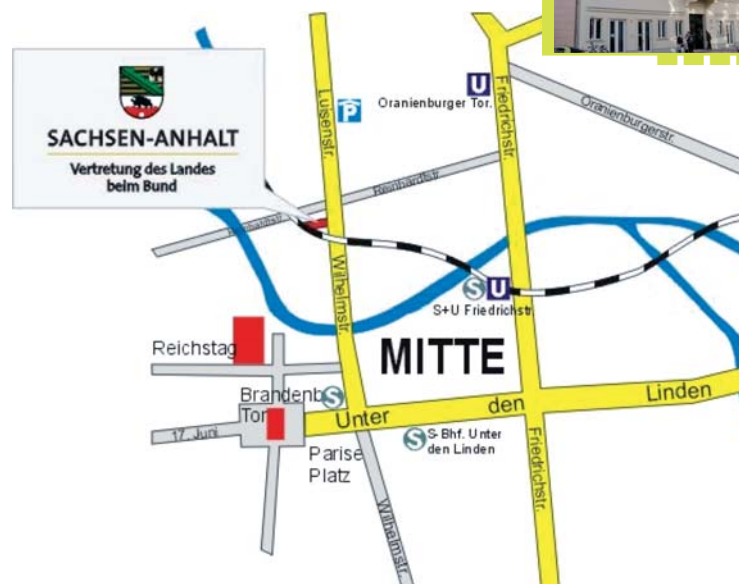 SACHSEN-ANHALT
Vertretung des Landes
beim Bund
Luisenstr.
P
U
Oranienburger Tor.
Friedrichstr.
Oranienburgerstr.
Reinhardtstr
Wilhelmstr.
S U
S+U Friedrichstr
Reichstag
MITTE
Brandenb
Tor
S
Unter den Linden
17. Juni
Parise
Platz
S
S-Bhf. Unter
den Linden
Friedrichstr.
Wilhelmstr.